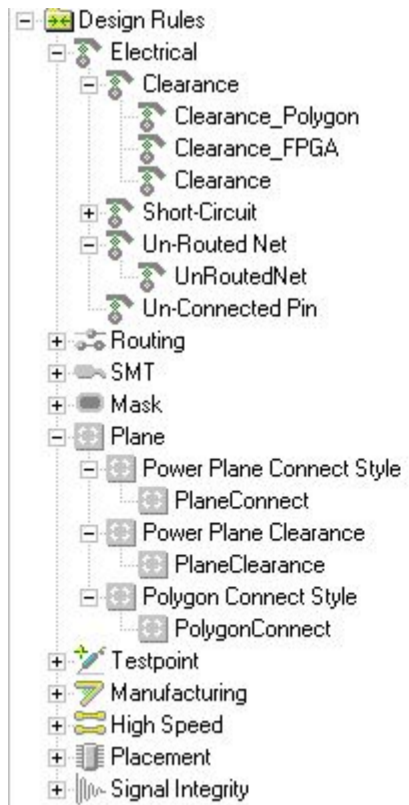 Design Rules
Electrical
Clearance
Clearance_Polygon
Clearance_FPGA
Clearance
Short-Circuit
Un-Routed Net
UnRoutedNet
Un-Connected Pin
Routing
SMT
Mask
Plane
Power Plane Connect Style
PlaneConnect
Power Plane Clearance
PlaneClearance
Polygon Connect Style
PolygonConnect
Testpoint
Manufacturing
High Speed
Placement
Signal Integrity